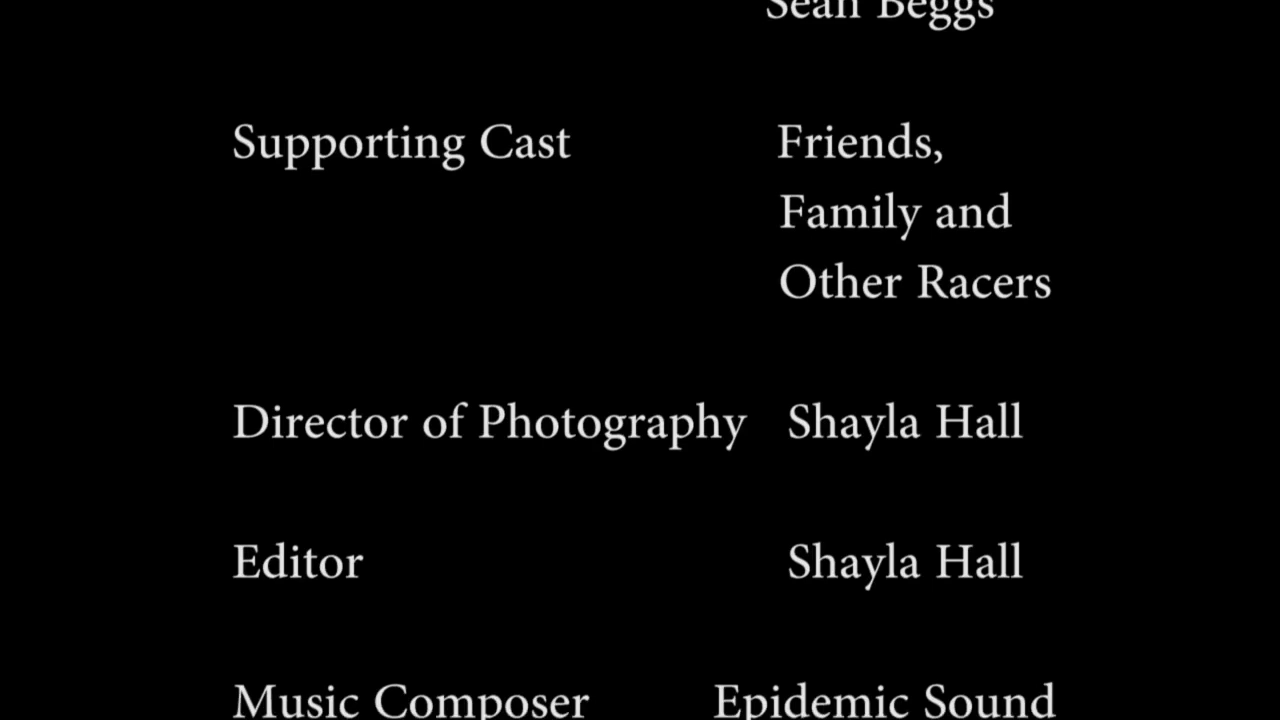 Sean Beggs
Supporting Cast Friends,
Family and
Other Racers
Director of Photography Shayla Hall
Editor Shayla Hall
Music Composer Epidemic Sound